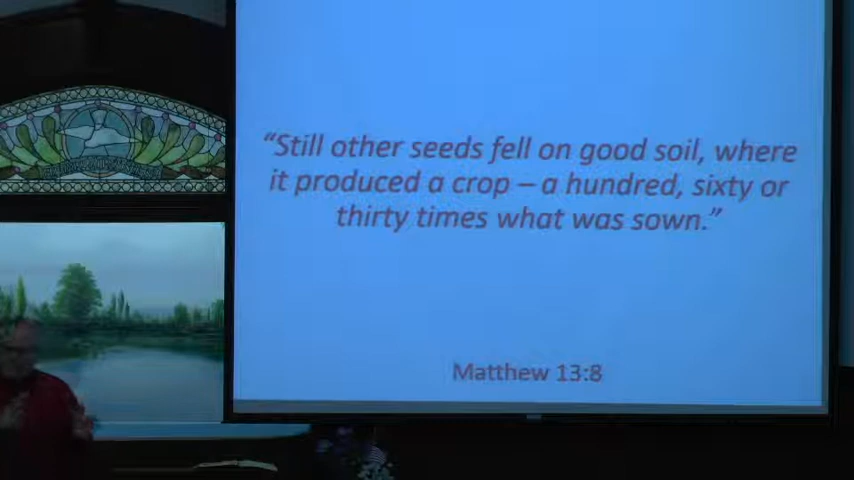 “Still other seeds fell on good soil, where
it produced a crop – a hundred, sixty or
thirty times what was sown.”
Matthew 13:8